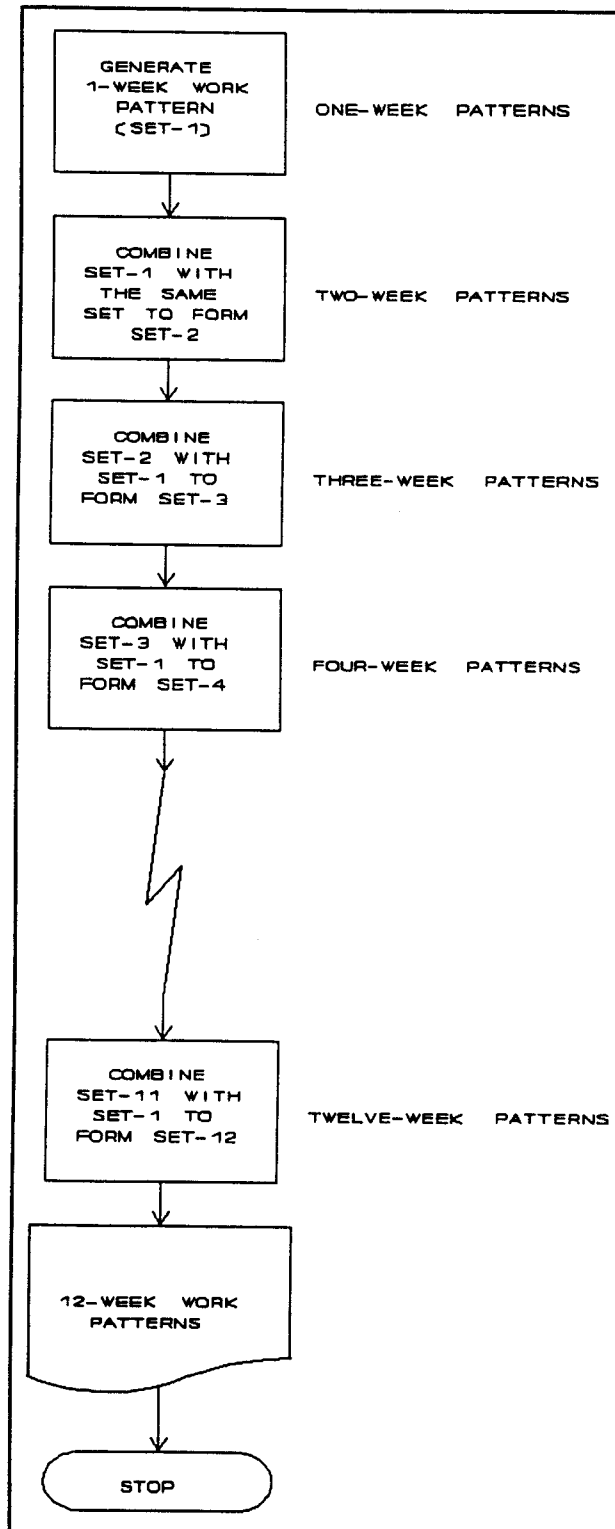 GENERATE
1-WEEK WORK
PATTERN
(SET-1)
ONE-WEEK PATTERNS
COMBINE
SET-1 WITH
THE SAME
SET TO FORM
SET-2
TWO-WEEK PATTERNS
COMBINE
SET-2 WITH
SET-1 TO
FORM SET-3
THREE-WEEK PATTERNS
COMBINE
SET-3 WITH
SET-1 TO
FORM SET-4
FOUR-WEEK PATTERNS
COMBINE
SET-11 WITH
SET-1 TO
FORM SET-12
TWELVE-WEEK PATTERNS
12-WEEK WORK
PATTERNS
STOP